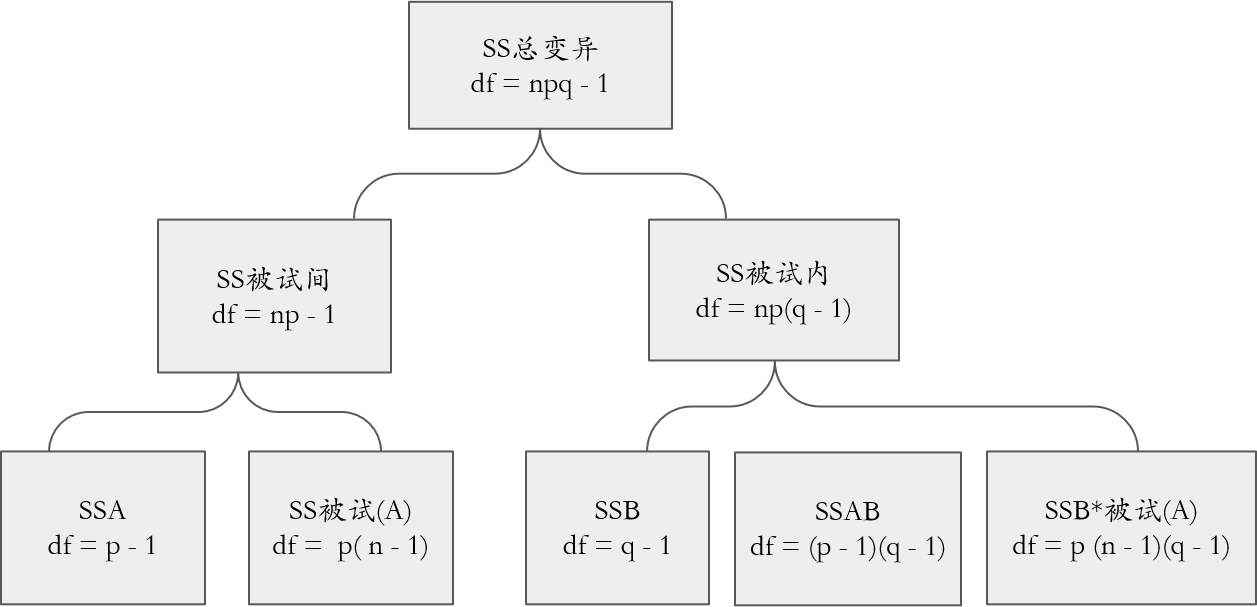 SS总变异
df = npq - 1
SS被试间
df = np - 1
SS被试内
df = np(q - 1)
SSA
df = p - 1
SS被试(A)
df = p( n - 1)
SSB
df = q - 1
SSAB
df = (p - 1)(q - 1)
SSB*被试(A)
df = p (n - 1)(q - 1)